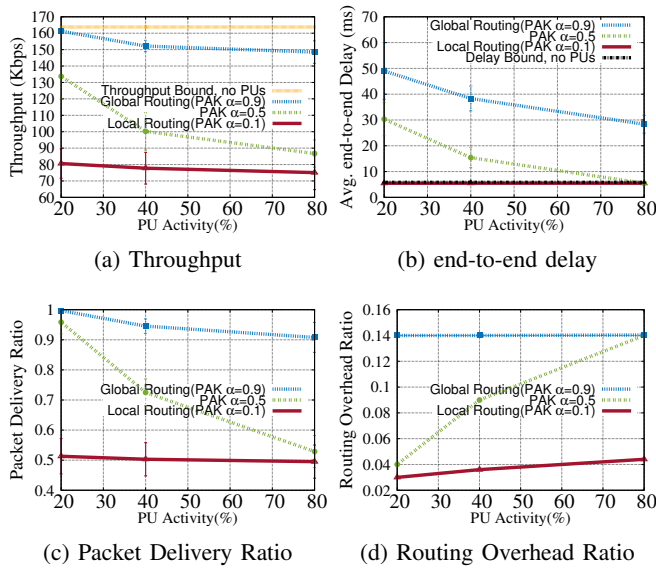 Throughput (Kbps)
170
160
150
140
130
120
110
100
90
80
70
60
Throughput Bound, no PUs
Global Routing(PAK α=0.9)
PAK α=0.5
Local Routing(PAK α=0.1)
20 30 40 50 60 70 80
PU Activity(%)
(a) Throughput
Avg. end-to-end Delay (ms)
70
60
50
40
30
20
10
0
Global Routing(PAK α=0.9)
PAK α=0.5
Local Routing(PAK α=0.1)
Delay Bound, no PUs
20 30 40 50 60 70 80
PU Activity(%)
(b) end-to-end delay
Packet Delivery Ratio
1
0.9
0.8
0.7
0.6
0.5
0.4
Global Routing(PAK α=0.9)
PAK α=0.5
Local Routing(PAK α=0.1)
20 30 40 50 60 70 80
PU Activity(%)
(c) Packet Delivery Ratio
Routing Overhead Ratio
0.16
0.14
0.12
0.1
0.08
0.06
0.04
0.02
Global Routing(PAK α=0.9)
PAK α=0.5
Local Routing(PAK α=0.1)
20 30 40 50 60 70 80
PU Activity(%)
(d) Routing Overhead Ratio